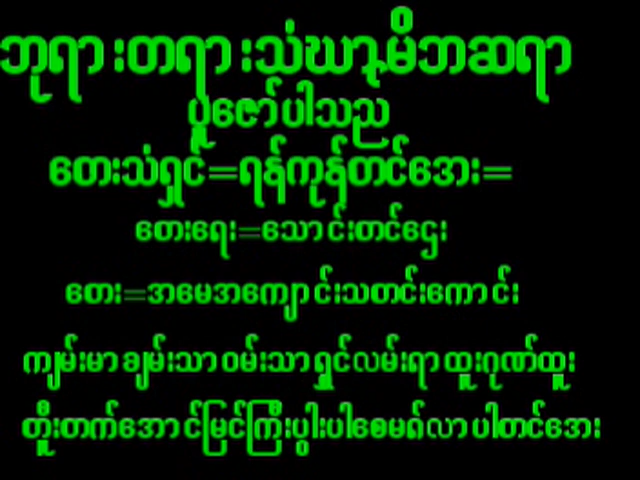 ဘုရား တရား သံဃာ့မိဘဆရာ
ပူဇော်ပါသည
တေးသံရှင်=ရန်ကုန်တင်အေး=
တေးရေး=သောင်းတင်ဌေး
တေး=အမေအကျောင်းသတင်းကောင်း
ကျမ်းမာ ချမ်းသာ ဝမ်းသာ ရှုင်လမ်းရာ ထူးဂုဏ်ထူး
တိူးတက်အောင်မြင်ကြီးပွါးပါစေမင်္လာ ပါတင်အေး